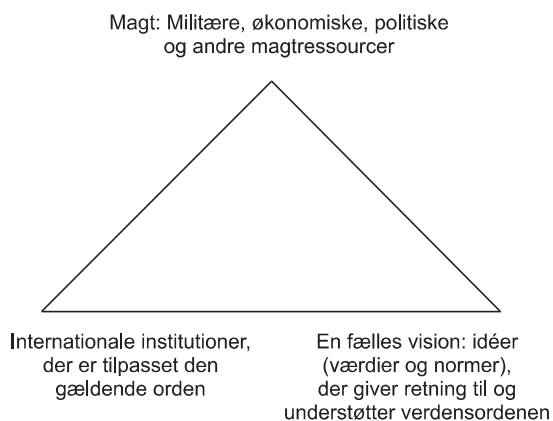 Magt: Militære, økonomiske, politiske
og andre magtressourcer
Internationale institutioner,
der er tilpasset den
gældende orden
En fælles vision: idéer
(værdier og normer),
der giver retning til og
understøtter verdensordenen